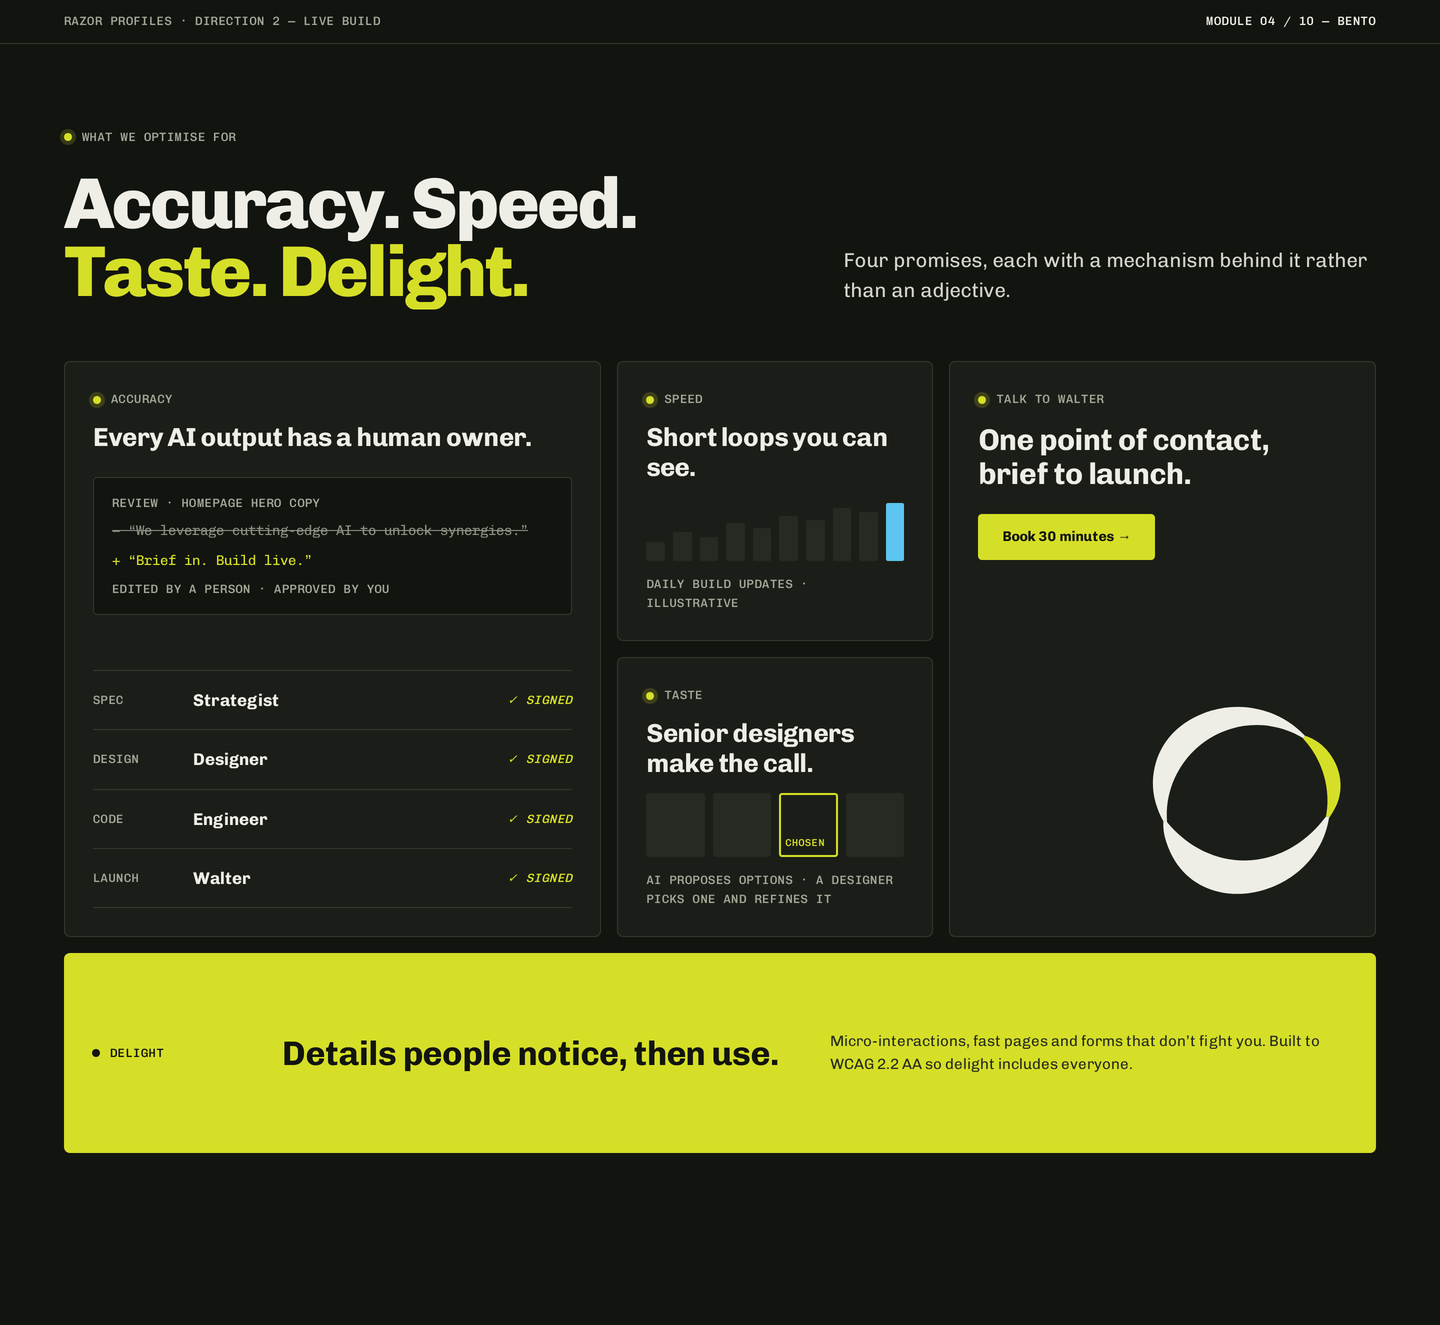 RAZOR PROFILES · DIRECTION 2 — LIVE BUILD
MODULE 04 / 10 — BENTO
WHAT WE OPTIMISE FOR
Accuracy. Speed.
Taste. Delight.
Four promises, each with a mechanism behind it rather
than an adjective.
ACCURACY
Every AI output has a human owner.
REVIEW · HOMEPAGE HERO COPY
— “We leverage cutting-edge AI to unlock synergies.”
+ “Brief in. Build live.”
EDITED BY A PERSON · APPROVED BY YOU
SPEC Strategist ✓ SIGNED
DESIGN Designer ✓ SIGNED
CODE Engineer ✓ SIGNED
LAUNCH Walter ✓ SIGNED
SPEED
Short loops you can
see.
DAILY BUILD UPDATES ·
ILLUSTRATIVE
TASTE
Senior designers
make the call.
CHOSEN
AI PROPOSES OPTIONS · A DESIGNER
PICKS ONE AND REFINES IT
TALK TO WALTER
One point of contact,
brief to launch.
Book 30 minutes →
DELIGHT
Details people notice, then use.
Micro-interactions, fast pages and forms that don’t fight you. Built to
WCAG 2.2 AA so delight includes everyone.